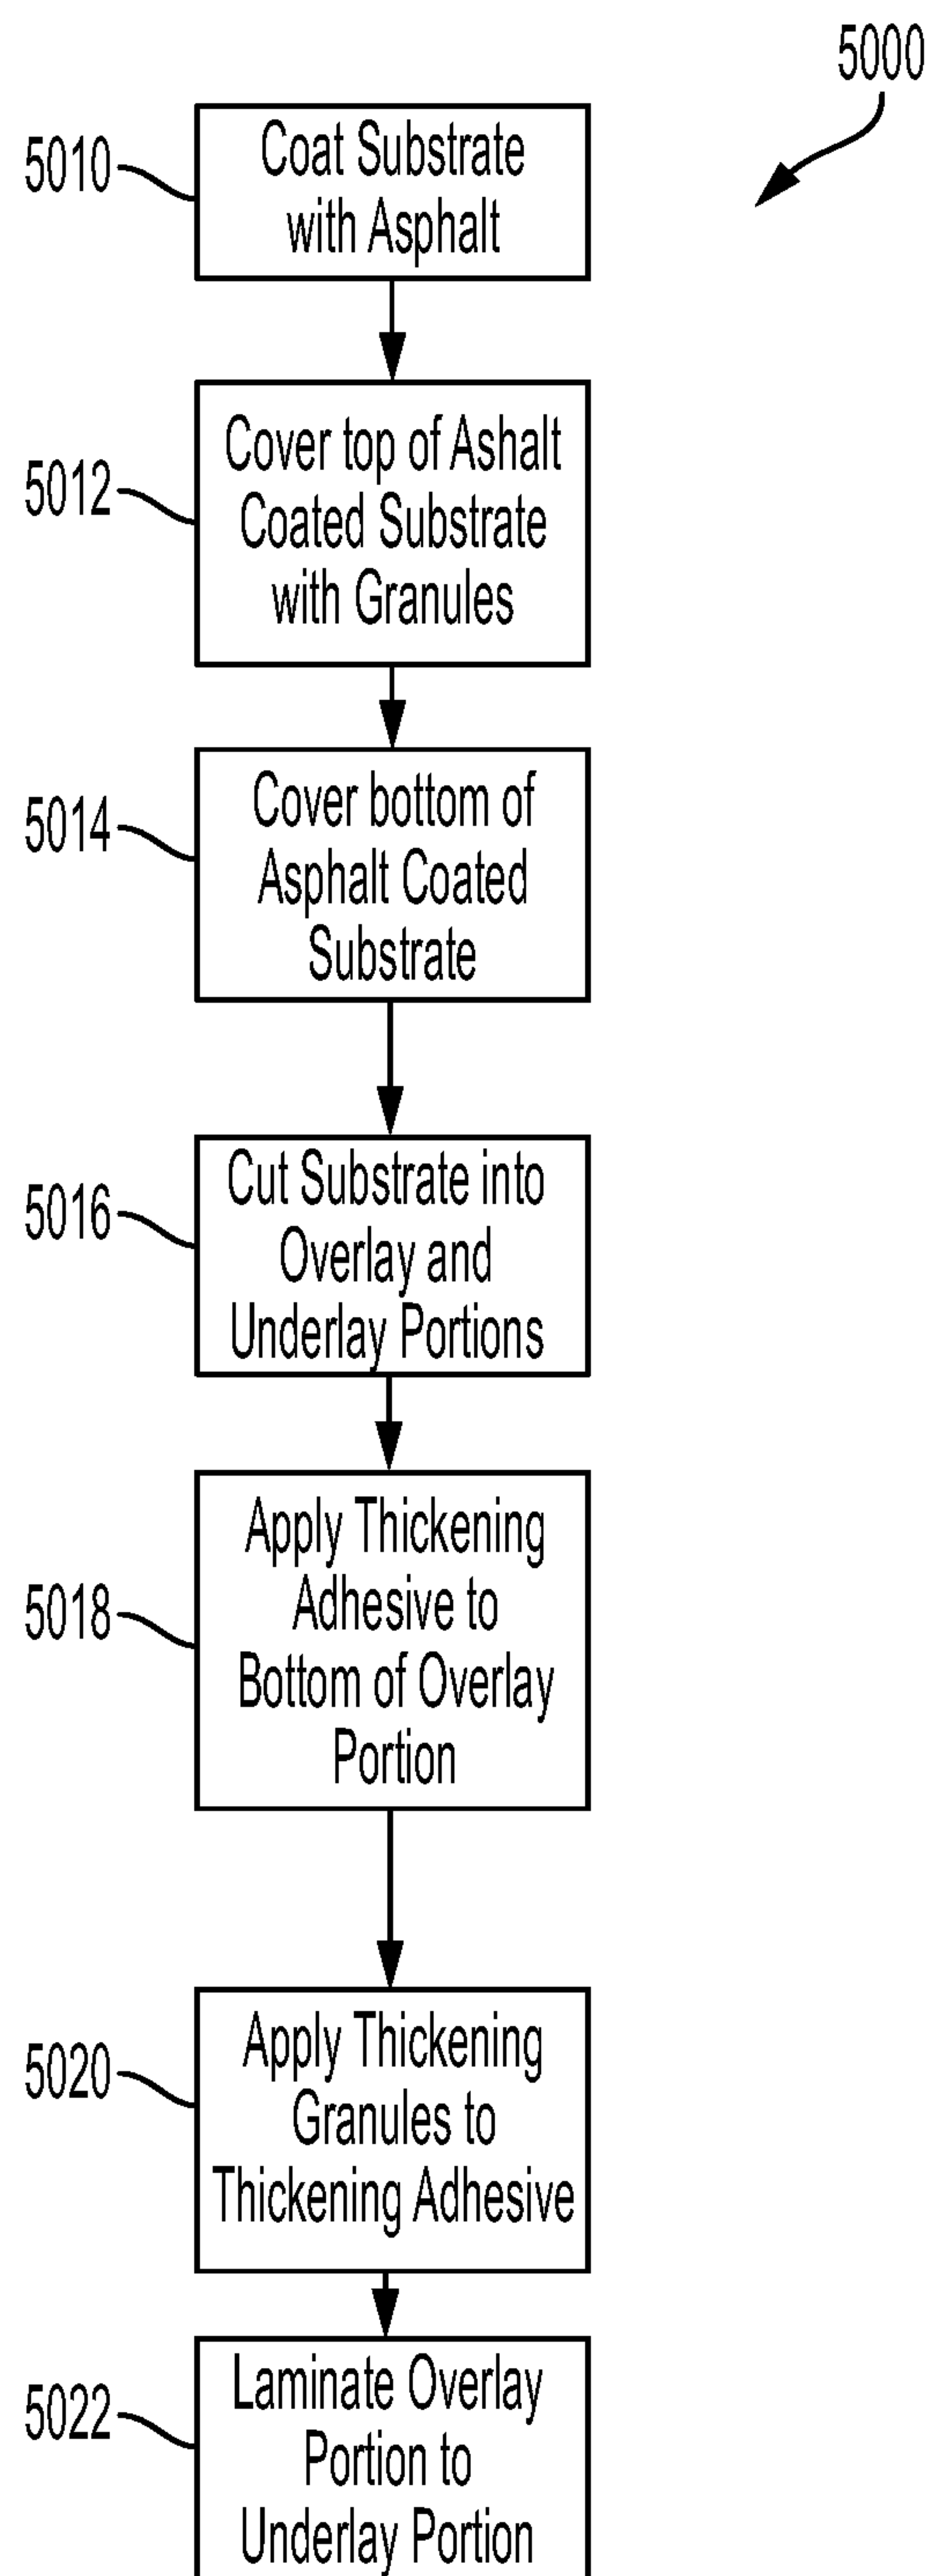 5000
5010
Coat Substrate
with Asphalt
5012
Cover top of Ashalt
Coated Substrate
with Granules
5014
Cover bottom of
Asphalt Coated
Substrate
5016
Cut Substrate into
Overlay and
Underlay Portions
5018
Apply Thickening
Adhesive to
Bottom of Overlay
Portion
5020
Apply Thickening
Granules to
Thickening Adhesive
5022
Laminate Overlay
Portion to
Underlay Portion